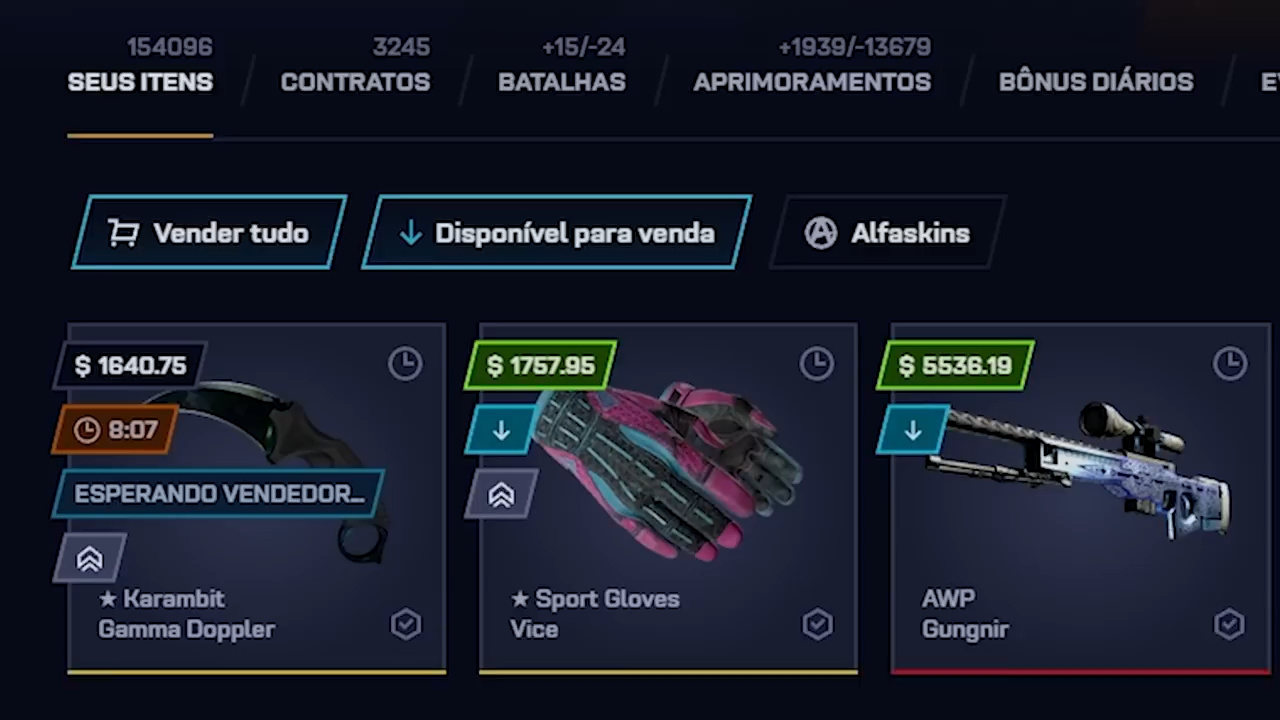 154096 3245 +15/-24 +1939/-13679
SEUS ITENS CONTRATOS BATALHAS APRIMORAMENTOS BÔNUS DIÁRIOS
Vender tudo Disponível para venda Alfaskins
$ 1640.75 $ 1757.95 $ 5536.19
8:07
ESPERANDO VENDEDOR...
★ Karambit ★ Sport Gloves AWP
Gamma Doppler Vice Gungnir